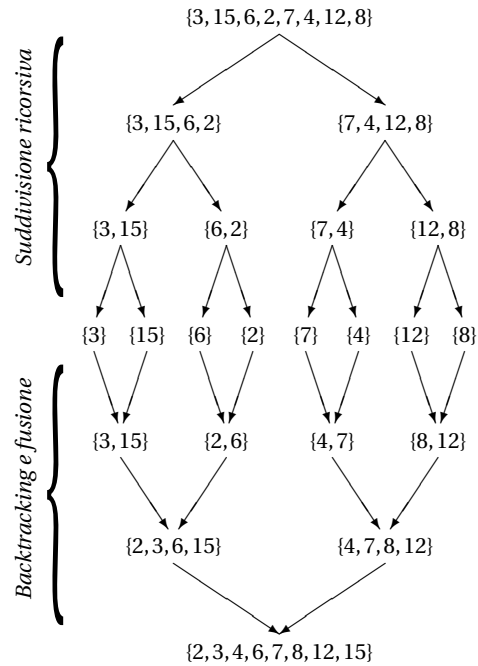 {3, 15, 6, 2, 7, 4, 12, 8}
Suddivisione ricorsiva
{3, 15, 6, 2} {7, 4, 12, 8}
{3, 15} {6, 2} {7, 4} {12, 8}
{3} {15} {6} {2} {7} {4} {12} {8}
Backtracking e fusione
{3, 15} {2, 6} {4, 7} {8, 12}
{2, 3, 6, 15} {4, 7, 8, 12}
{2, 3, 4, 6, 7, 8, 12, 15}